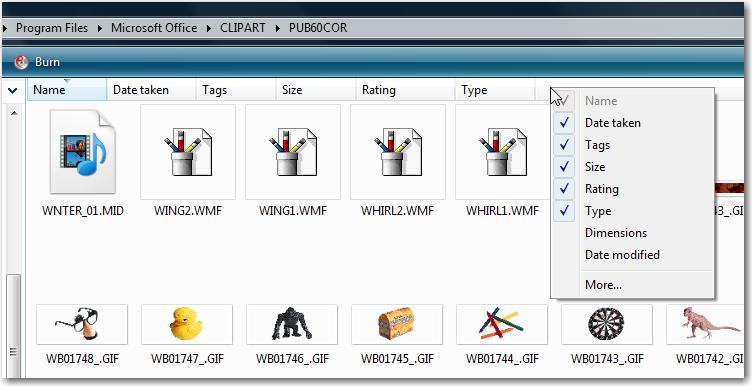 Program Files Microsoft Office CLIPART PUB60COR
Burn
Name Date taken Tags Size Rating Type
Name
Date taken
Tags
Size
Rating
Type
Dimensions
Date modified
More...
WNTER_01.MID WING2.WMF WING1.WMF WHIRL2.WMF WHIRL1.WMF 43_.GIF
WB01748_.GIF WB01747_.GIF WB01746_.GIF WB01745_.GIF WB01744_.GIF WB01743_.GIF WB01742_.GIF